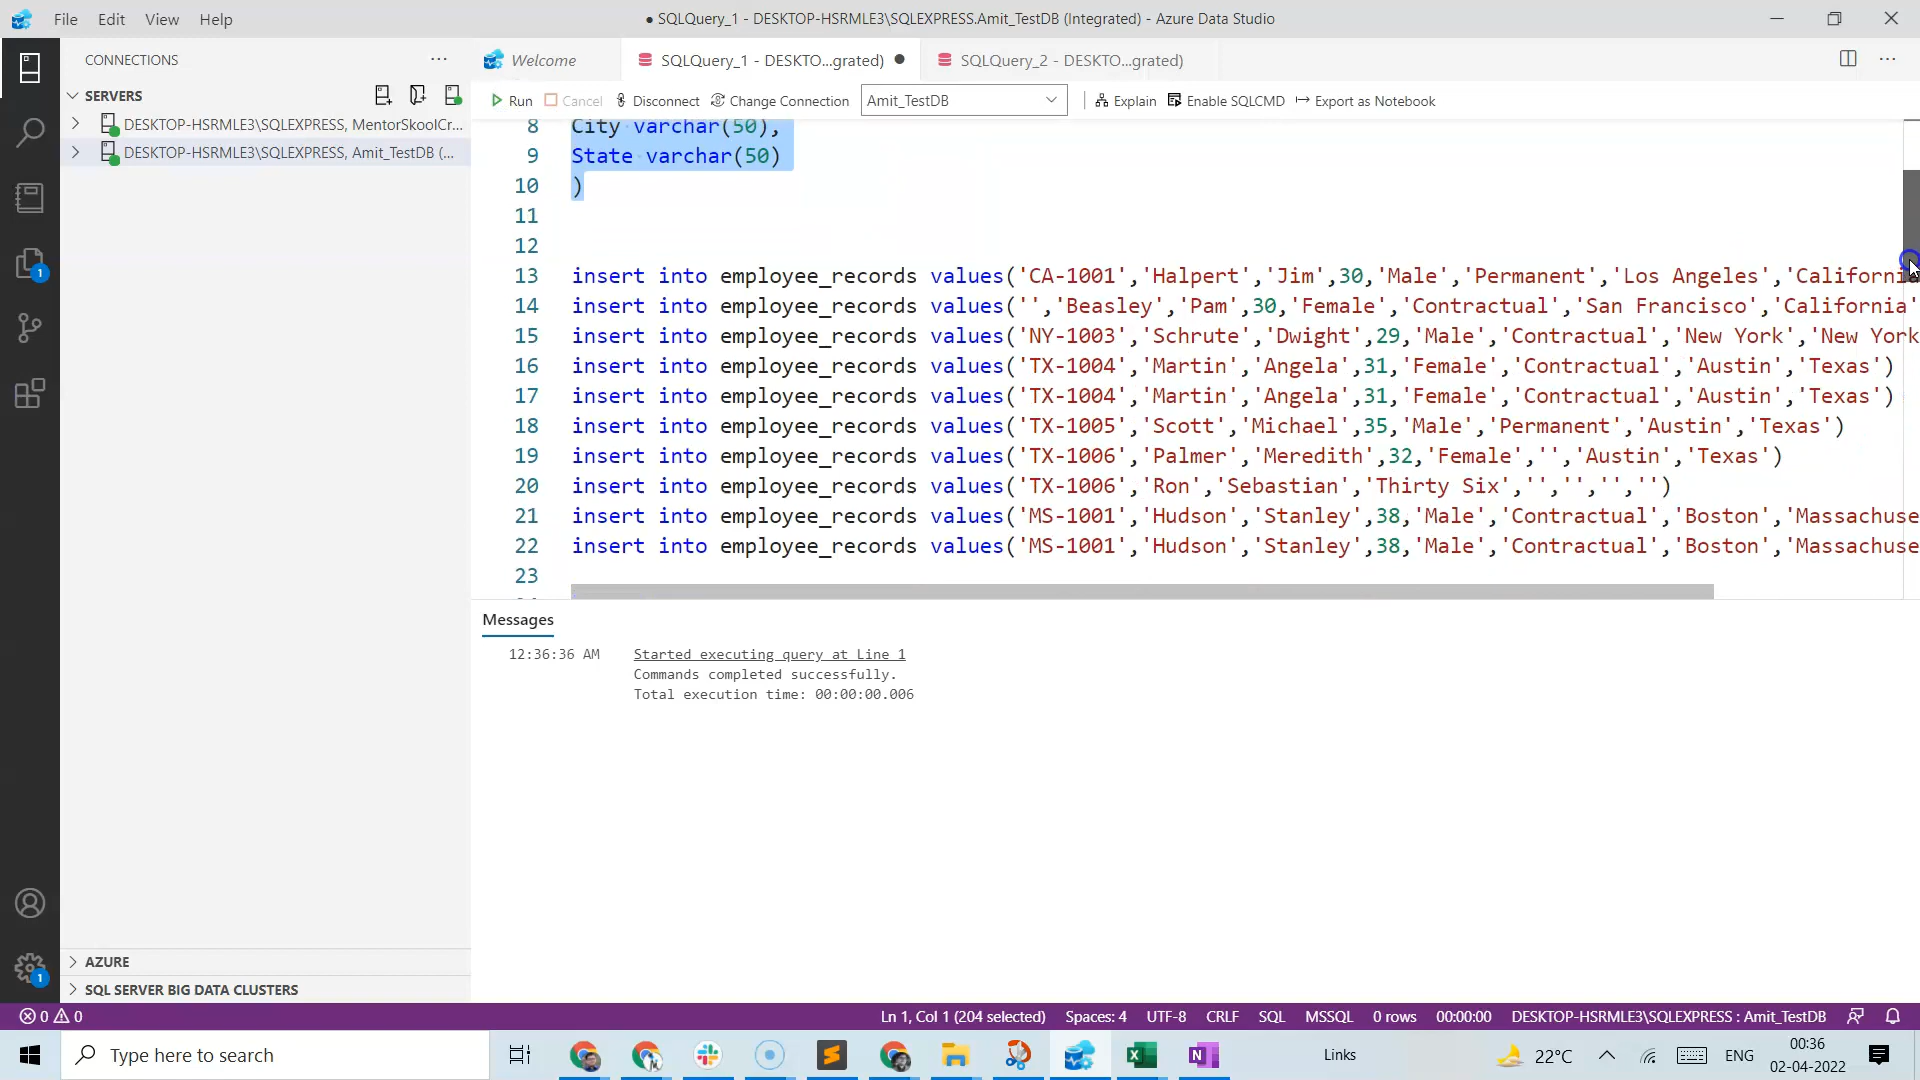 File Edit View Help
● SQLQuery_1 - DESKTOP-HSRMLE3\SQLEXPRESS.Amit_TestDB (Integrated) - Azure Data Studio
CONNECTIONS
Welcome
SQLQuery_1 - DESKTO...grated) ●
SQLQuery_2 - DESKTO...grated)
SERVERS
DESKTOP-HSRMLE3\SQLEXPRESS, MentorSkoolCr...
DESKTOP-HSRMLE3\SQLEXPRESS, Amit_TestDB (...
Run Cancel Disconnect Change Connection Amit_TestDB Explain Enable SQLCMD Export as Notebook
8 City varchar(50),
9 State varchar(50)
10 )
11
12
13 insert into employee_records values('CA-1001','Halpert','Jim',30,'Male','Permanent','Los Angeles','California
14 insert into employee_records values('','Beasley','Pam',30,'Female','Contractual','San Francisco','California'
15 insert into employee_records values('NY-1003','Schrute','Dwight',29,'Male','Contractual','New York','New York
16 insert into employee_records values('TX-1004','Martin','Angela',31,'Female','Contractual','Austin','Texas')
17 insert into employee_records values('TX-1004','Martin','Angela',31,'Female','Contractual','Austin','Texas')
18 insert into employee_records values('TX-1005','Scott','Michael',35,'Male','Permanent','Austin','Texas')
19 insert into employee_records values('TX-1006','Palmer','Meredith',32,'Female','','Austin','Texas')
20 insert into employee_records values('TX-1006','Ron','Sebastian','Thirty Six','','','','')
21 insert into employee_records values('MS-1001','Hudson','Stanley',38,'Male','Contractual','Boston','Massachuse
22 insert into employee_records values('MS-1001','Hudson','Stanley',38,'Male','Contractual','Boston','Massachuse
23
Messages
12:36:36 AM Started executing query at Line 1
Commands completed successfully.
Total execution time: 00:00:00.006
1
1
AZURE
SQL SERVER BIG DATA CLUSTERS
0 0
Ln 1, Col 1 (204 selected) Spaces: 4 UTF-8 CRLF SQL MSSQL 0 rows 00:00:00 DESKTOP-HSRMLE3\SQLEXPRESS : Amit_TestDB
Type here to search
Links
22°C
ENG
00:36
02-04-2022